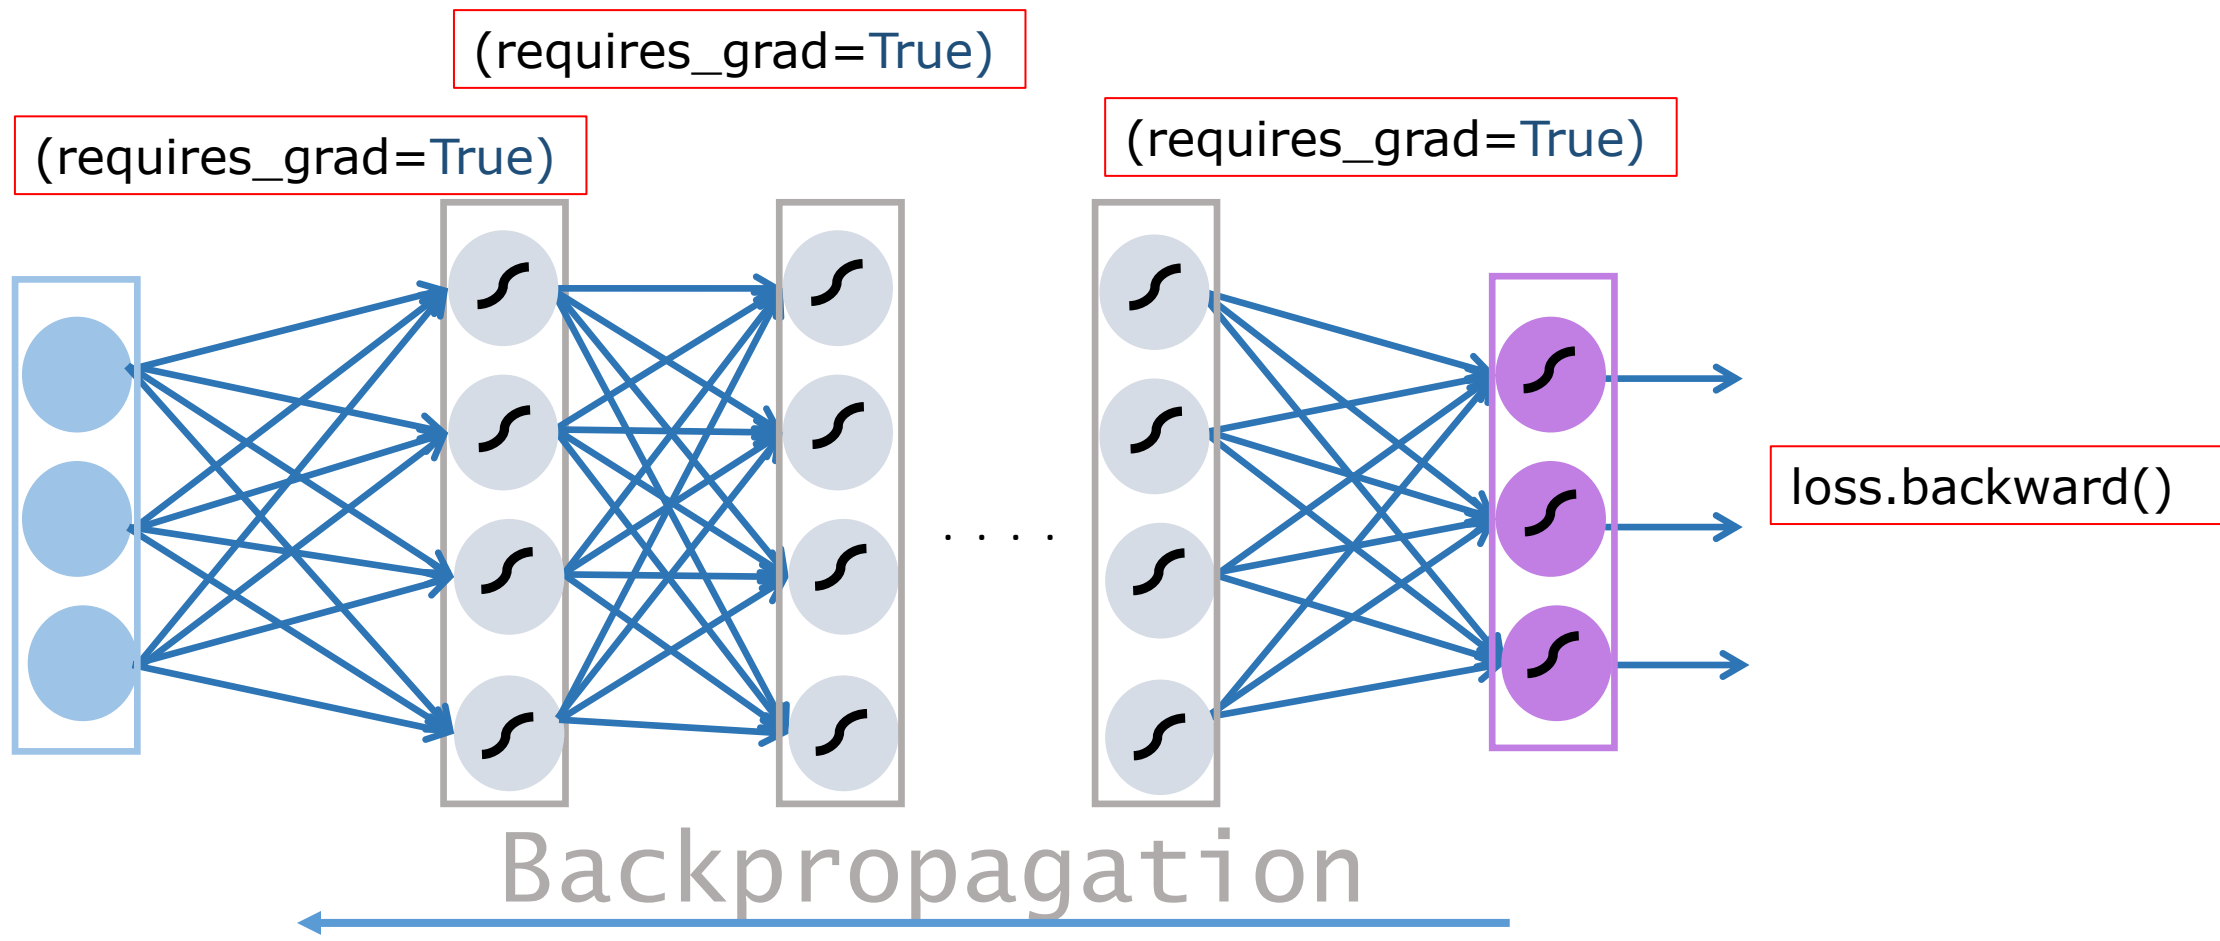 (requires_grad=True)
(requires_grad=True)
(requires_grad=True)
. . . .
loss.backward()
Backpropagation